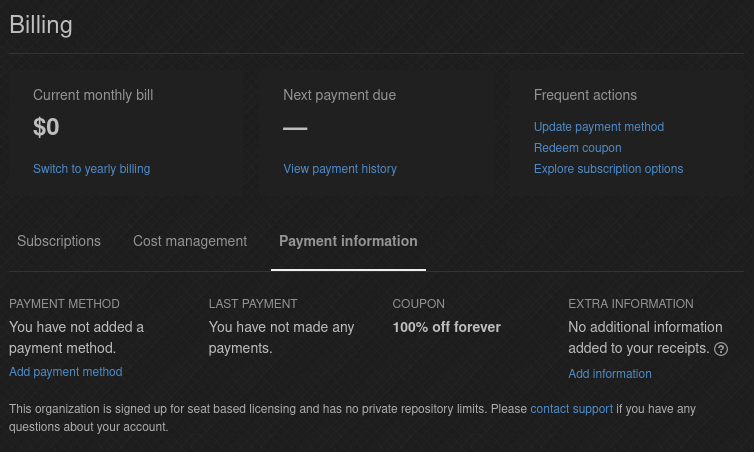 Billing
Current monthly bill
$0
Switch to yearly billing
Next payment due
—
View payment history
Frequent actions
Update payment method
Redeem coupon
Explore subscription options
Subscriptions
Cost management
Payment information
PAYMENT METHOD
You have not added a
payment method.
Add payment method
LAST PAYMENT
You have not made any
payments.
COUPON
100% off forever
EXTRA INFORMATION
No additional information
added to your receipts. ?
Add information
This organization is signed up for seat based licensing and has no private repository limits. Please contact support if you have any
questions about your account.